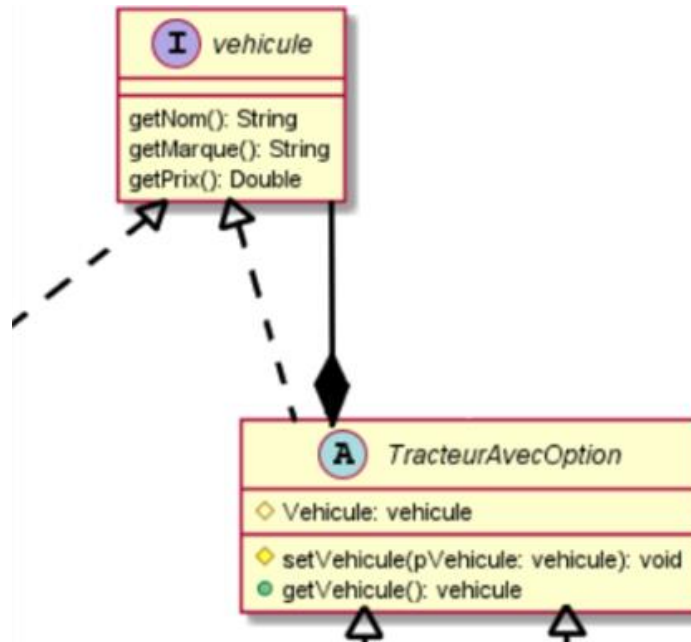 I vehicule
getNom(): String
getMarque(): String
getPrix(): Double
A TracteurAvecOption
Vehicule: vehicule
setVehicule(pVehicule: vehicule): void
getVehicule(): vehicule